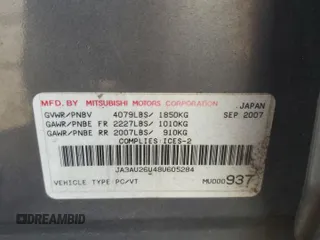 MFD.BY MITSUBISHI MOTORS CORPORATION JAPAN
GVWR/PNBV 4079LBS/ 1850KG SEP 2007
GAWR/PNBE FR 2227LBS/ 1010KG
GAWR/PNBE RR 2007LBS/ 910KG
COMPLIES ICES-2
JA3AU26U48U605284
VEHICLE TYPE PC/VT MUD00937
DREAMBID